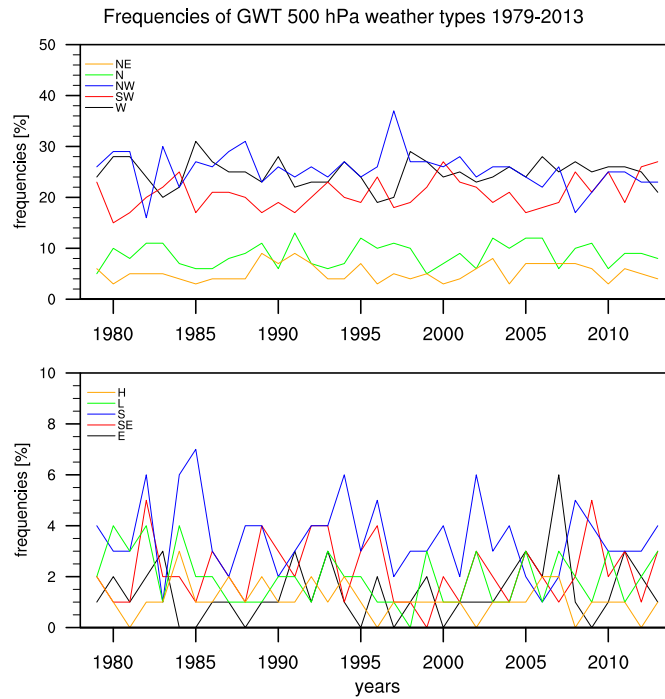 Frequencies of GWT 500 hPa weather types 1979-2013
50
40
30
20
10
0
frequencies [%]
NE
N
NW
SW
W
1980 1985 1990 1995 2000 2005 2010
10
8
6
4
2
0
frequencies [%]
H
L
S
SE
E
1980 1985 1990 1995 2000 2005 2010
years